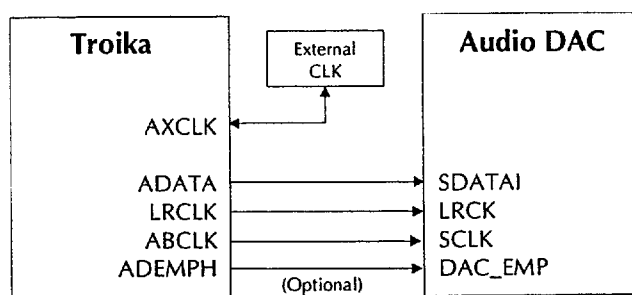 Troika
External
CLK
Audio DAC
AXCLK
ADATA
SDATAI
LRCLK
LRCK
ABCLK
SCLK
ADEMPH
(Optional)
DAC_EMP